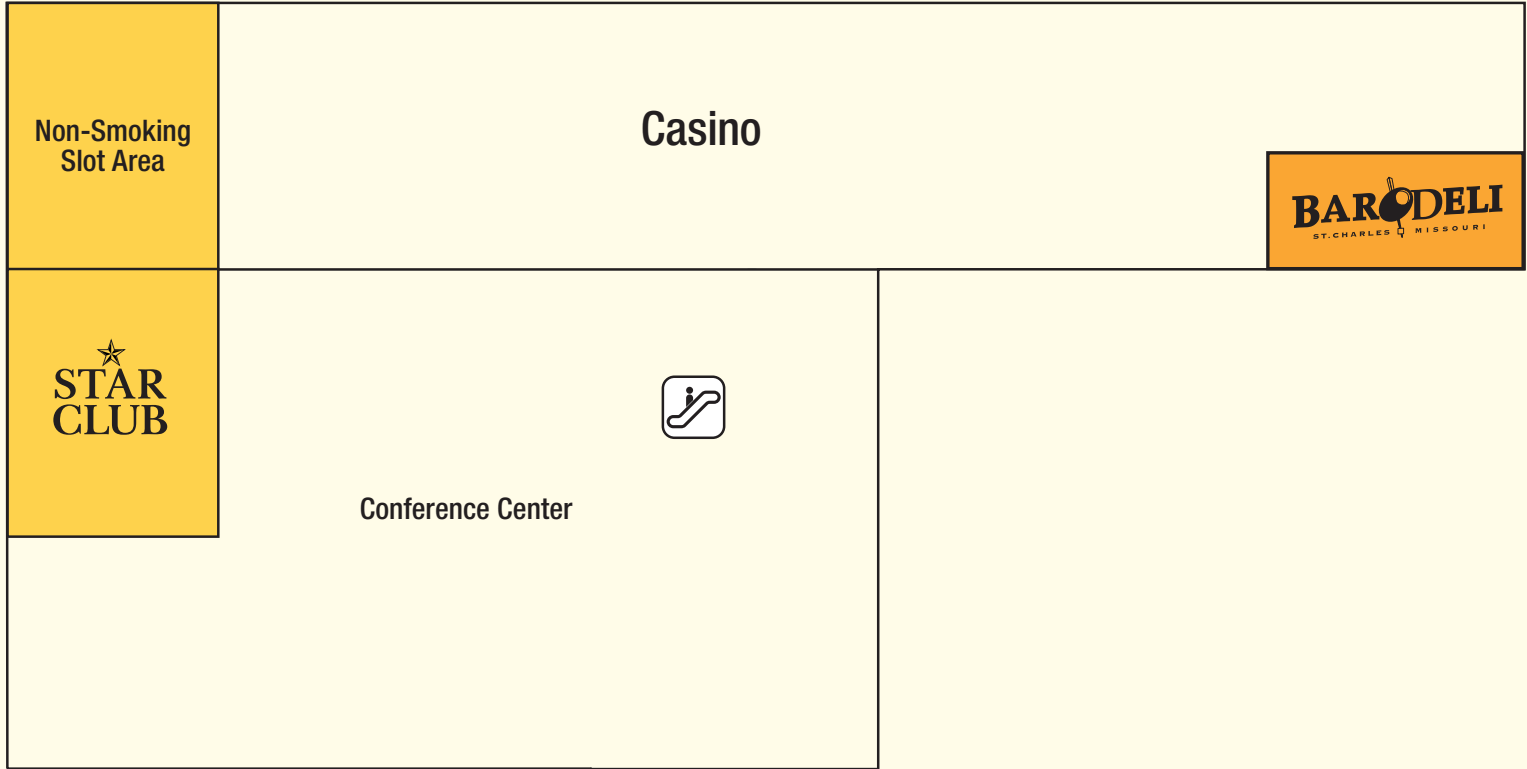 Non-Smoking
Slot Area
Casino
BAR DELI
ST. CHARLES MISSOURI
STAR
CLUB
Conference Center